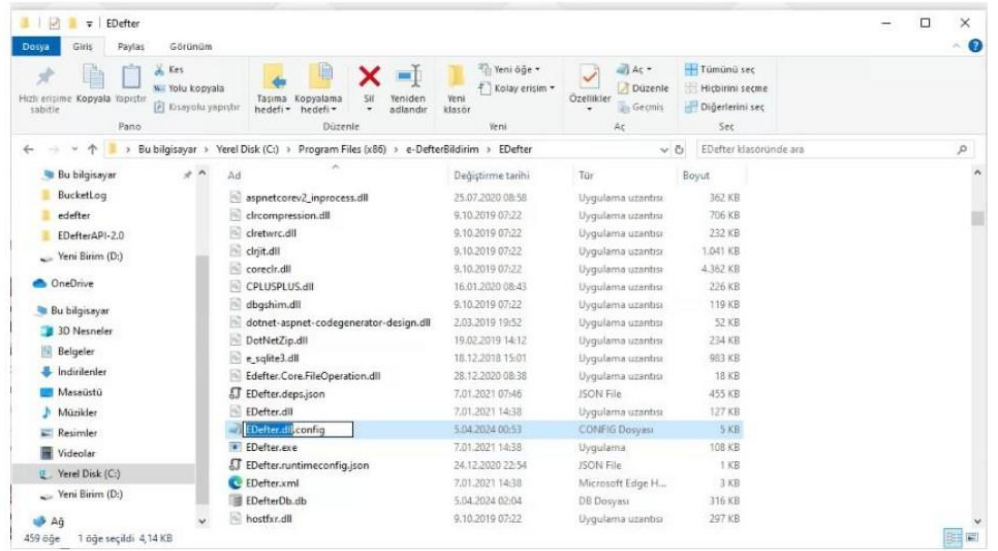 EDefter
Dosya Giriş Paylaş Görünüm
Hızlı erişime sabitle
Kopyala
Yapıştır
Kes
Yolu kopyala
Kısayolu yapıştır
Taşıma hedefi
Kopyalama hedefi
Sil
Yeniden adlandır
Yeni klasör
Yeni öğe
Kolay erişim
Özellikler
Aç
Düzenle
Geçmiş
Tümünü seç
Hiçbirini seçme
Diğerlerini seç
Pano Düzenle Yeni Aç Seç
Bu bilgisayar > Yerel Disk (C:) > Program Files (x86) > e-DefterBildirim > EDefter
EDefter klasöründe ara
Bu bilgisayar
BucketLog
edefter
EDefterAPI-2.0
Yeni Birim (D:)
OneDrive
Bu bilgisayar
3D Nesneler
Belgeler
İndirilenler
Masaüstü
Müzikler
Resimler
Videolar
Yerel Disk (C:)
Yeni Birim (D:)
Ağ
Ad Değiştirme tarihi Tür Boyut
aspnetcorev2_inprocess.dll 25.07.2020 08:58 Uygulama uzantısı 362 KB
clrcompression.dll 9.10.2019 07:22 Uygulama uzantısı 706 KB
clretwrc.dll 9.10.2019 07:22 Uygulama uzantısı 232 KB
clrjit.dll 9.10.2019 07:22 Uygulama uzantısı 1.041 KB
coreclr.dll 9.10.2019 07:22 Uygulama uzantısı 4.362 KB
CPLUSPLUS.dll 16.01.2020 08:43 Uygulama uzantısı 226 KB
dbgshim.dll 9.10.2019 07:22 Uygulama uzantısı 119 KB
dotnet-aspnet-codegenerator-design.dll 2.03.2019 19:52 Uygulama uzantısı 52 KB
DotNetZip.dll 19.02.2019 14:12 Uygulama uzantısı 234 KB
e_sqlite3.dll 18.12.2018 15:01 Uygulama uzantısı 983 KB
Edefter.Core.FileOperation.dll 28.12.2020 08:38 Uygulama uzantısı 18 KB
EDefter.deps.json 7.01.2021 07:46 JSON File 455 KB
EDefter.dll 7.01.2021 14:38 Uygulama uzantısı 127 KB
EDefter.dll.config 5.04.2024 00:53 CONFIG Dosyası 5 KB
EDefter.exe 7.01.2021 14:38 Uygulama 108 KB
EDefter.runtimeconfig.json 24.12.2020 22:54 JSON File 1 KB
EDefter.xml 7.01.2021 14:38 Microsoft Edge H... 3 KB
EDefterDb.db 5.04.2024 02:04 DB Dosyası 316 KB
hostfxr.dll 9.10.2019 07:22 Uygulama uzantısı 297 KB
459 öğe 1 öğe seçildi 4,14 KB